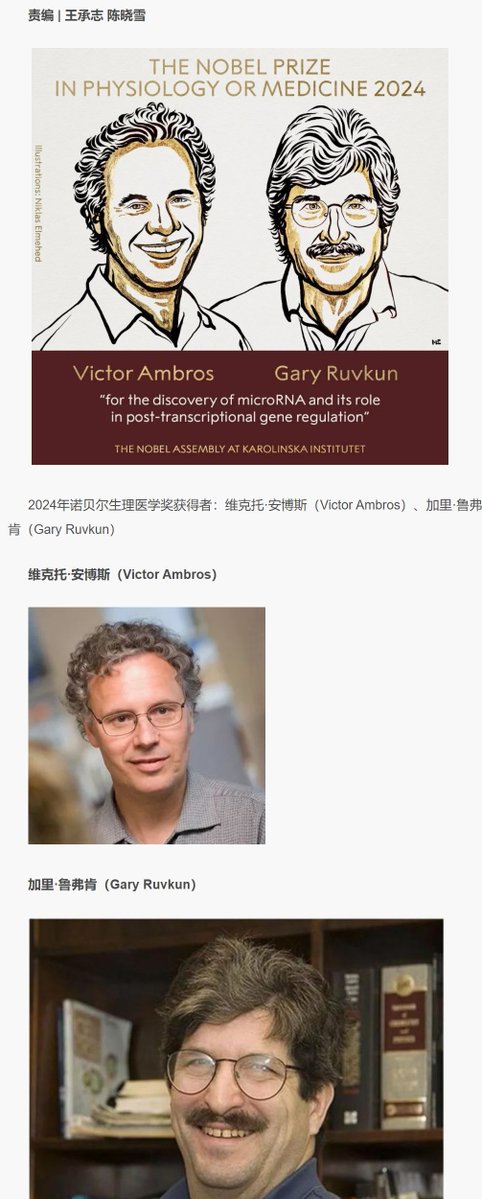 责编 | 王承志 陈晓雪
THE NOBEL PRIZE
IN PHYSIOLOGY OR MEDICINE 2024
Illustrations: Niklas Elmehed
Victor Ambros
Gary Ruvkun
“for the discovery of microRNA and its role
in post-transcriptional gene regulation”
THE NOBEL ASSEMBLY AT KAROLINSKA INSTITUTET
2024年诺贝尔生理医学奖获得者：维克托·安博斯（Victor Ambros）、加里·鲁弗
肯（Gary Ruvkun）
维克托·安博斯（Victor Ambros）
加里·鲁弗肯（Gary Ruvkun）